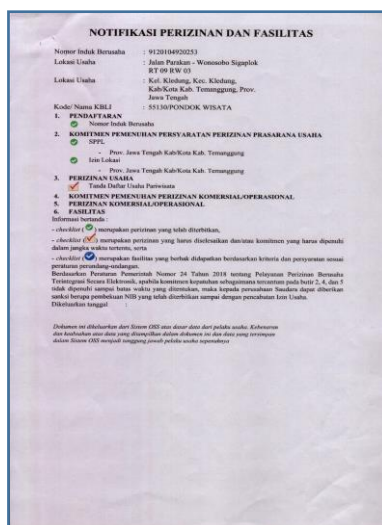 NOTIFIKASI PERIZINAN DAN FASILITAS
Nomor Induk Berusaha : 9120104920253
Lokasi Usaha : Jalan Parakan - Wonosobo Sigaplok
RT 09 RW 03
Lokasi Usaha : Kel. Kledung, Kec. Kledung,
Kab/Kota Kab. Temanggung, Prov.
Jawa Tengah
Kode/ Nama KBLI : 55130/PONDOK WISATA
1. PENDAFTARAN
Nomor Induk Berusaha
2. KOMITMEN PEMENUHAN PERSYARATAN PERIZINAN PRASARANA USAHA
SPPL
- Prov. Jawa Tengah Kab/Kota Kab. Temanggung
Izin Lokasi
- Prov. Jawa Tengah Kab/Kota Kab. Temanggung
3. PERIZINAN USAHA
Tanda Daftar Usaha Pariwisata
4. KOMITMEN PEMENUHAN PERIZINAN KOMERSIAL/OPERASIONAL
5. PERIZINAN KOMERSIAL/OPERASIONAL
6. FASILITAS
Informasi bertanda :
- checklist ( ) merupakan perizinan yang telah diterbitkan,
- checklist ( ) merupakan perizinan yang harus diselesaikan dan/atau komitmen yang harus dipenuhi
dalam jangka waktu tertentu, serta
- checklist ( ) merupakan fasilitas yang berhak didapatkan berdasarkan kriteria dan persyaratan sesuai
peraturan perundang-undangan.
Berdasarkan Peraturan Pemerintah Nomor 24 Tahun 2018 tentang Pelayanan Perizinan Berusaha
Terintegrasi Secara Elektronik, apabila komitmen kepatuhan sebagaimana tercantum pada butir 2, 4, dan 5
tidak dipenuhi sampai batas waktu yang ditentukan, maka kepada perusahaan Saudara dapat diberikan
sanksi berupa pembekuan NIB yang telah diterbitkan sampai dengan pencabutan Izin Usaha.
Dikeluarkan tanggal
Dokumen ini dikeluarkan dari Sistem OSS atas dasar data dari pelaku usaha. Kebenaran
dan keabsahan atas data yang ditampilkan dalam dokumen ini dan data yang tersimpan
dalam Sistem OSS menjadi tanggung jawab pelaku usaha sepenuhnya